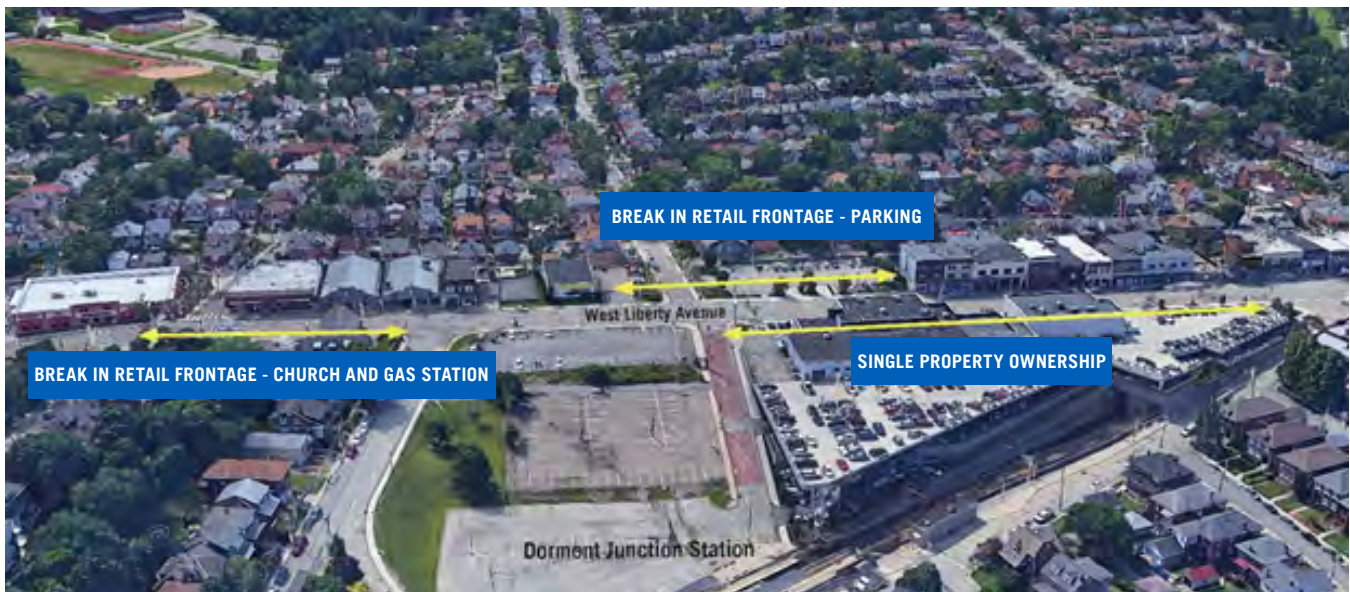 BREAK IN RETAIL FRONTAGE - PARKING
West Liberty Avenue
BREAK IN RETAIL FRONTAGE - CHURCH AND GAS STATION
SINGLE PROPERTY OWNERSHIP
Dormont Junction Station